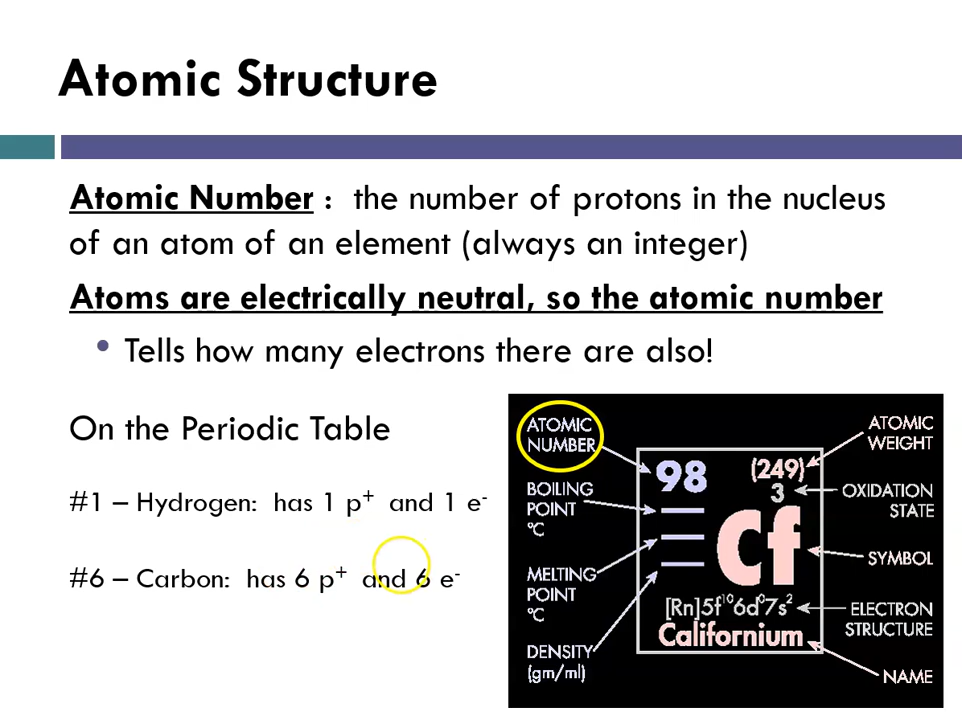 Atomic Structure
Atomic Number : the number of protons in the nucleus
of an atom of an element (always an integer)
Atoms are electrically neutral, so the atomic number
• Tells how many electrons there are also!
On the Periodic Table
#1 – Hydrogen: has 1 p⁺ and 1 e⁻
#6 – Carbon: has 6 p⁺ and 6 e⁻
ATOMIC
NUMBER
BOILING
POINT
°C
MELTING
POINT
°C
DENSITY
(gm/ml)
98
(249)
3
Cf
[Rn]5f¹⁰6d⁰7s²
Californium
ATOMIC
WEIGHT
OXIDATION
STATE
SYMBOL
ELECTRON
STRUCTURE
NAME